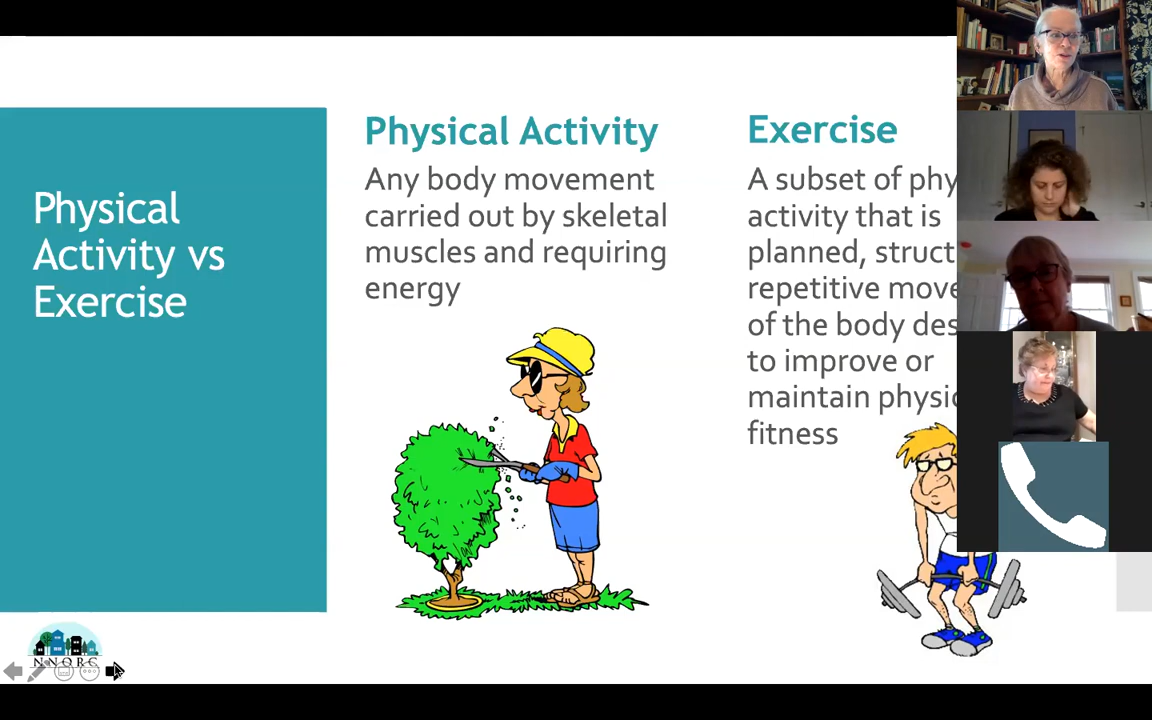 Physical
Activity vs
Exercise
Physical Activity
Any body movement
carried out by skeletal
muscles and requiring
energy
Exercise
A subset of phy
activity that is
planned, struct
repetitive move
of the body des
to improve or
maintain physic
fitness
NNORC